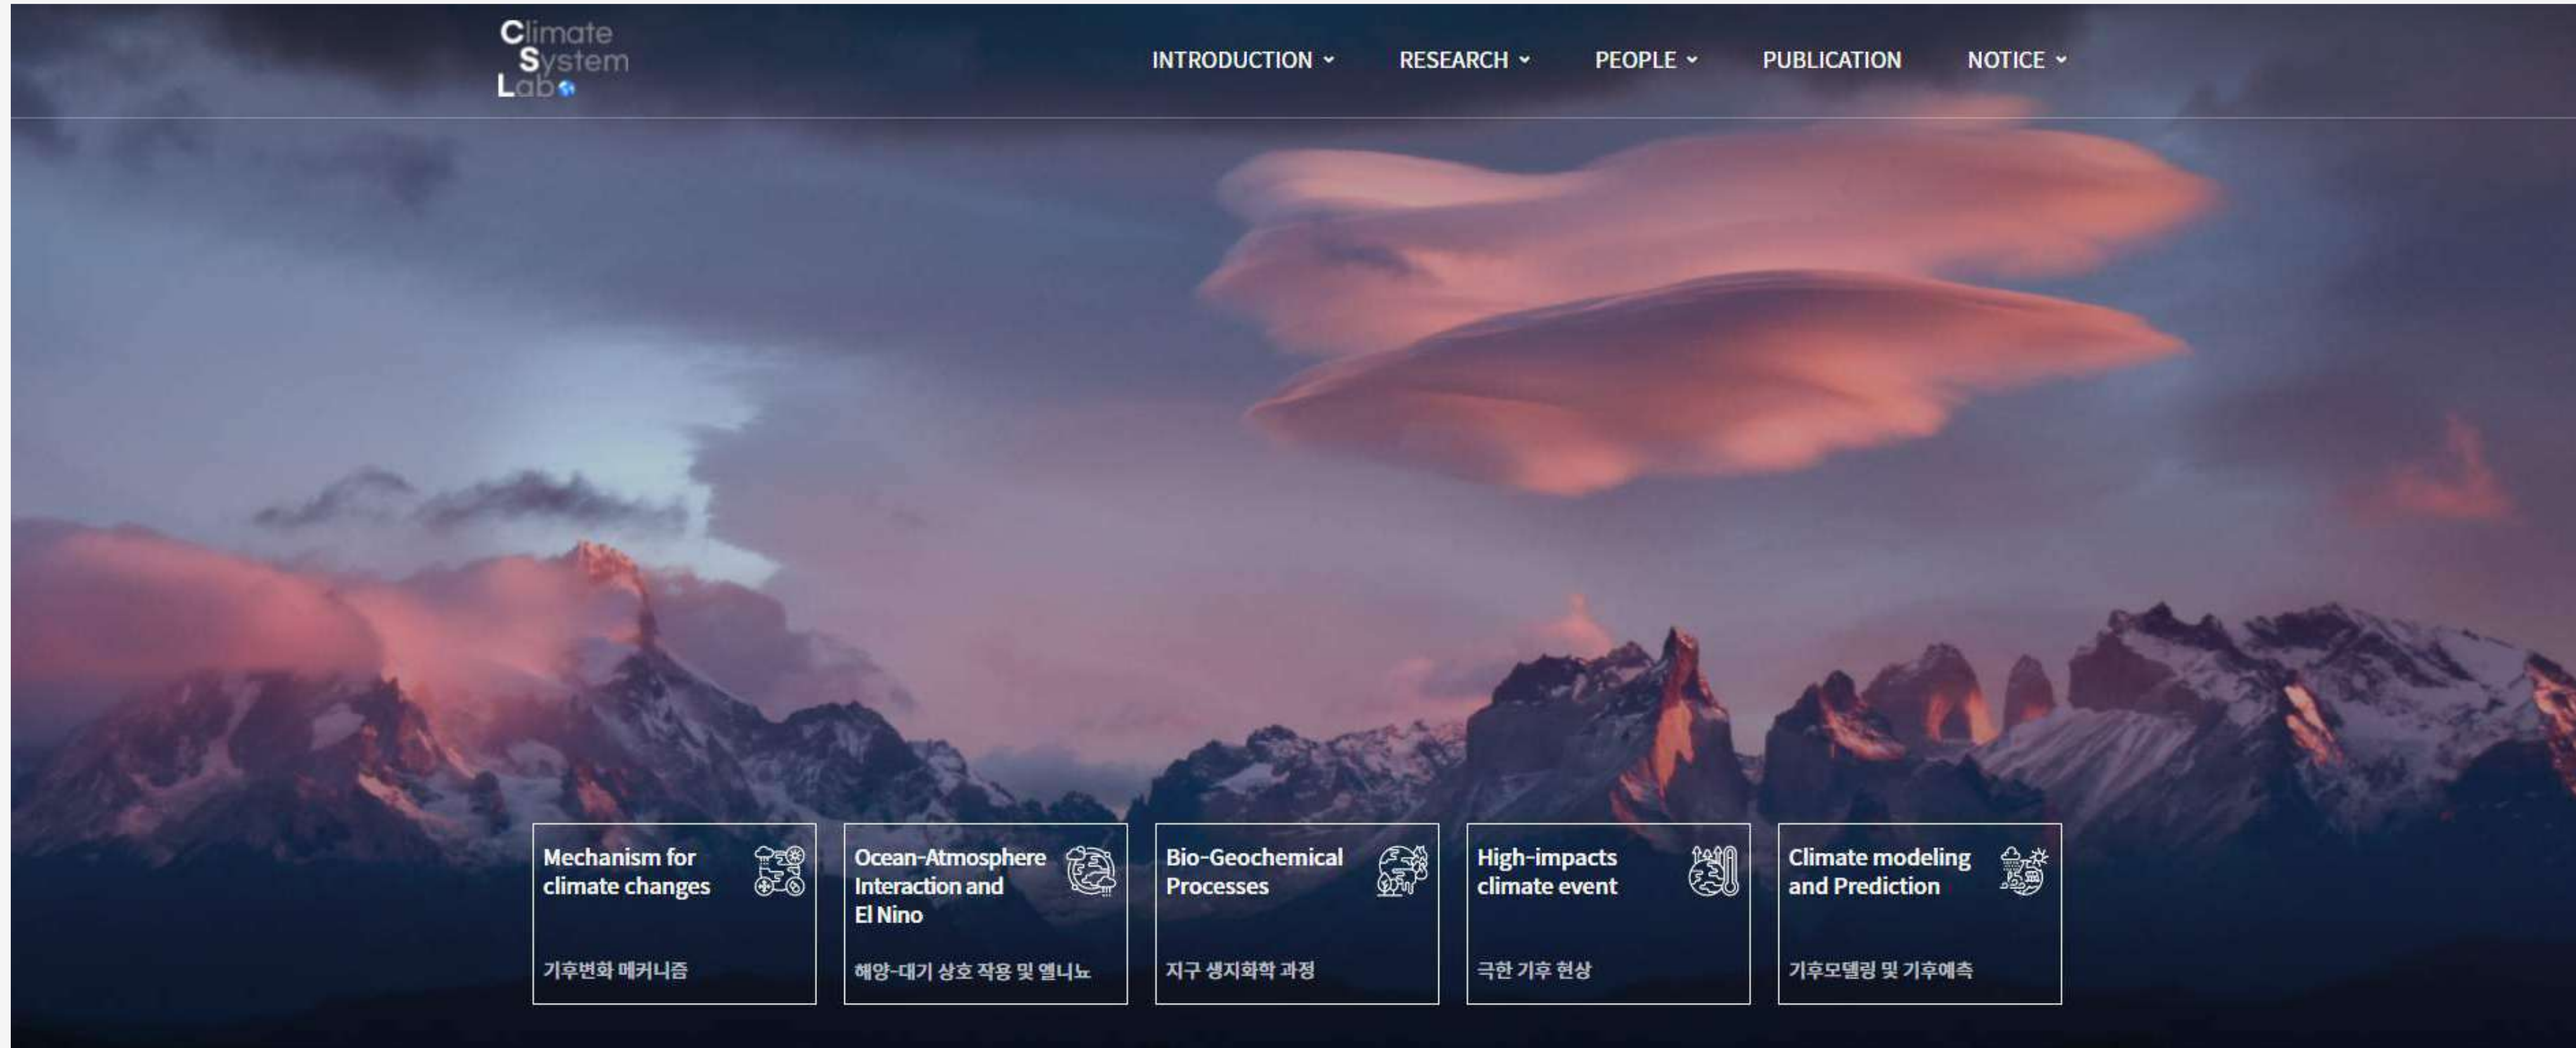 Climate
System
Lab
INTRODUCTION
RESEARCH
PEOPLE
PUBLICATION
NOTICE
Mechanism for
climate changes
기후변화 메커니즘
Ocean-Atmosphere
Interaction and
El Nino
해양-대기 상호 작용 및 엘니뇨
Bio-Geochemical
Processes
지구 생지화학 과정
High-impacts
climate event
극한 기후 현상
Climate modeling
and Prediction
기후모델링 및 기후예측